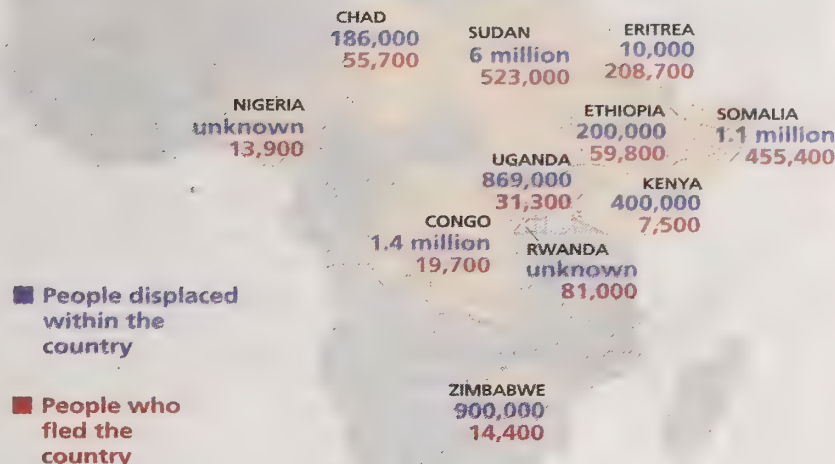 CHAD
186,000
55,700
SUDAN
6 million
523,000
ERITREA
10,000
208,700
NIGERIA
unknown
13,900
ETHIOPIA
200,000
59,800
SOMALIA
1.1 million
455,400
UGANDA
869,000
31,300
KENYA
400,000
7,500
CONGO
1.4 million
19,700
RWANDA
unknown
81,000
People displaced
within the
country
People who
fled the
country
ZIMBABWE
900,000
14,400